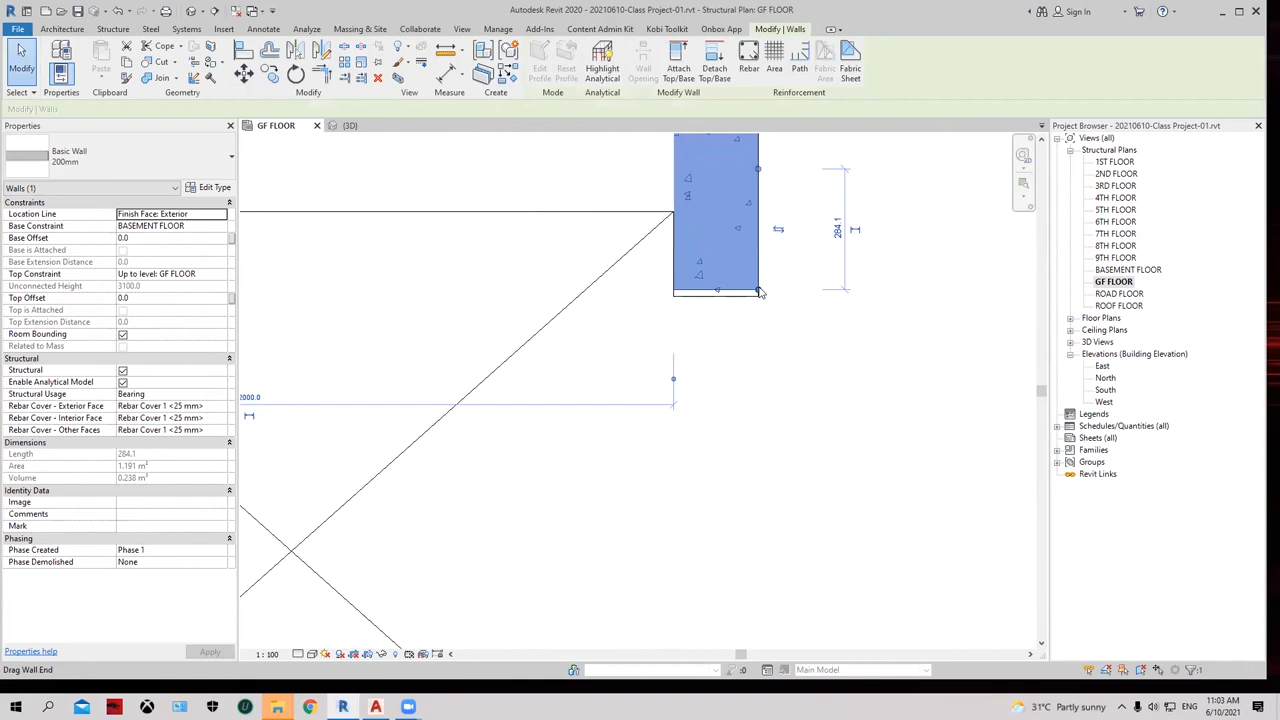 Autodesk Revit 2020 - 20210610-Class Project-01.rvt - Structural Plan: GF FLOOR
Sign In
File Architecture Structure Steel Systems Insert Annotate Analyze Massing & Site Collaborate View Manage Add-Ins Content Admin Kit Kobi Toolkit Onbox App Modify | Walls
Modify
Properties
Paste
Cope
Cut
Join
Edit Profile
Reset Profile
Highlight Analytical
Wall Opening
Attach Top/Base
Detach Top/Base
Rebar
Area
Path
Fabric Area
Fabric Sheet
Select Properties Clipboard Geometry Modify View Measure Create Mode Analytical Modify Wall Reinforcement
Modify | Walls
Properties
GF FLOOR
{3D}
Basic Wall
200mm
Walls (1)
Edit Type
Constraints
Location Line Finish Face: Exterior
Base Constraint BASEMENT FLOOR
Base Offset 0.0
Base is Attached
Base Extension Distance 0.0
Top Constraint Up to level: GF FLOOR
Unconnected Height 3100.0
Top Offset 0.0
Top is Attached
Top Extension Distance 0.0
Room Bounding
Related to Mass
Structural
Structural
Enable Analytical Model
Structural Usage Bearing
Rebar Cover - Exterior Face Rebar Cover 1 <25 mm>
Rebar Cover - Interior Face Rebar Cover 1 <25 mm>
Rebar Cover - Other Faces Rebar Cover 1 <25 mm>
Dimensions
Length 284.1
Area 1.191 m²
Volume 0.238 m³
Identity Data
Image
Comments
Mark
Phasing
Phase Created Phase 1
Phase Demolished None
Properties help
Apply
284.1
2000.0
1 : 100
Project Browser - 20210610-Class Project-01.rvt
Views (all)
Structural Plans
1ST FLOOR
2ND FLOOR
3RD FLOOR
4TH FLOOR
5TH FLOOR
6TH FLOOR
7TH FLOOR
8TH FLOOR
9TH FLOOR
BASEMENT FLOOR
GF FLOOR
ROAD FLOOR
ROOF FLOOR
Floor Plans
Ceiling Plans
3D Views
Elevations (Building Elevation)
East
North
South
West
Legends
Schedules/Quantities (all)
Sheets (all)
Families
Groups
Revit Links
Drag Wall End
:0
Main Model
:1
31°C Partly sunny
ENG
11:03 AM
6/10/2021